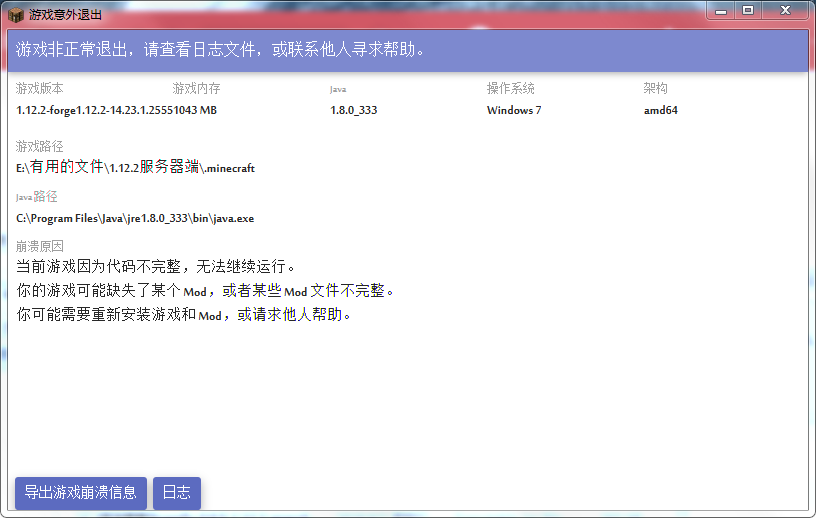 游戏意外退出
游戏非正常退出，请查看日志文件，或联系他人寻求帮助。
游戏版本 游戏内存 Java 操作系统 架构
1.12.2-forge1.12.2-14.23.1.25551043 MB 1.8.0_333 Windows 7 amd64
游戏路径
E:\有用的文件\1.12.2服务器端\.minecraft
Java路径
C:\Program Files\Java\jre1.8.0_333\bin\java.exe
崩溃原因
当前游戏因为代码不完整，无法继续运行。
你的游戏可能缺失了某个 Mod，或者某些 Mod 文件不完整。
你可能需要重新安装游戏和 Mod，或请求他人帮助。
导出游戏崩溃信息 日志